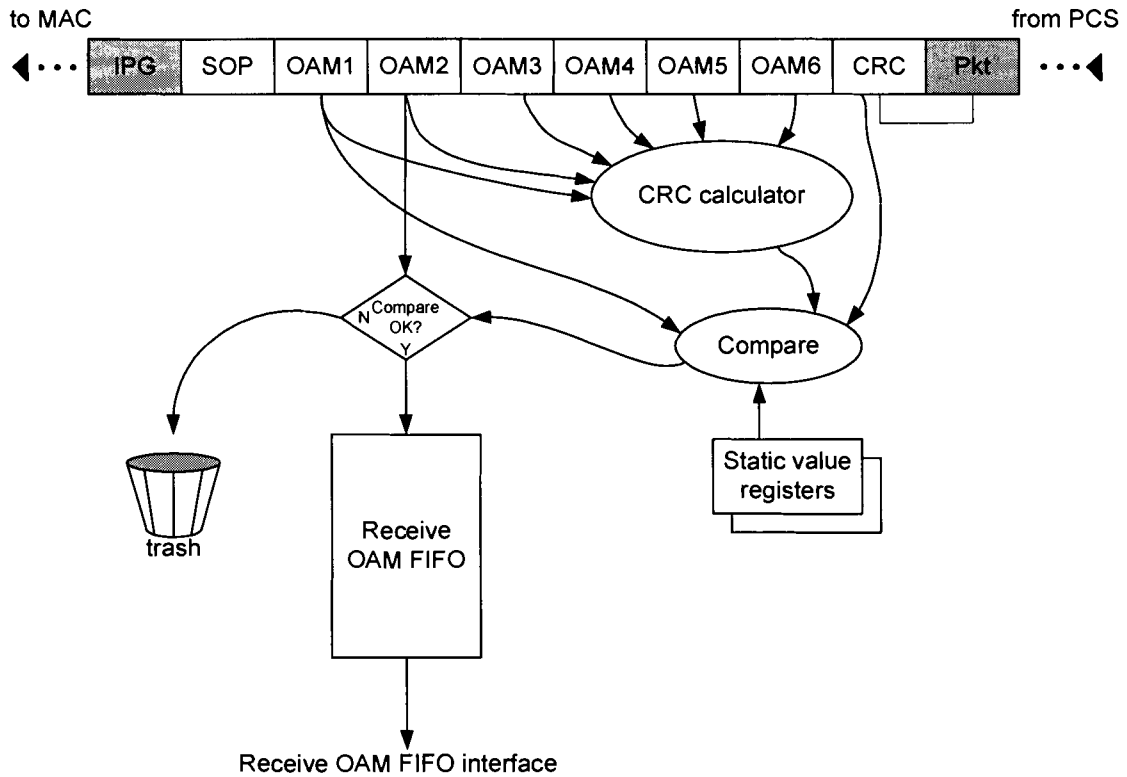 to MAC
from PCS
IPG SOP OAM1 OAM2 OAM3 OAM4 OAM5 OAM6 CRC Pkt
CRC calculator
N Compare
OK?
Y
Compare
Static value
registers
trash
Receive
OAM FIFO
Receive OAM FIFO interface